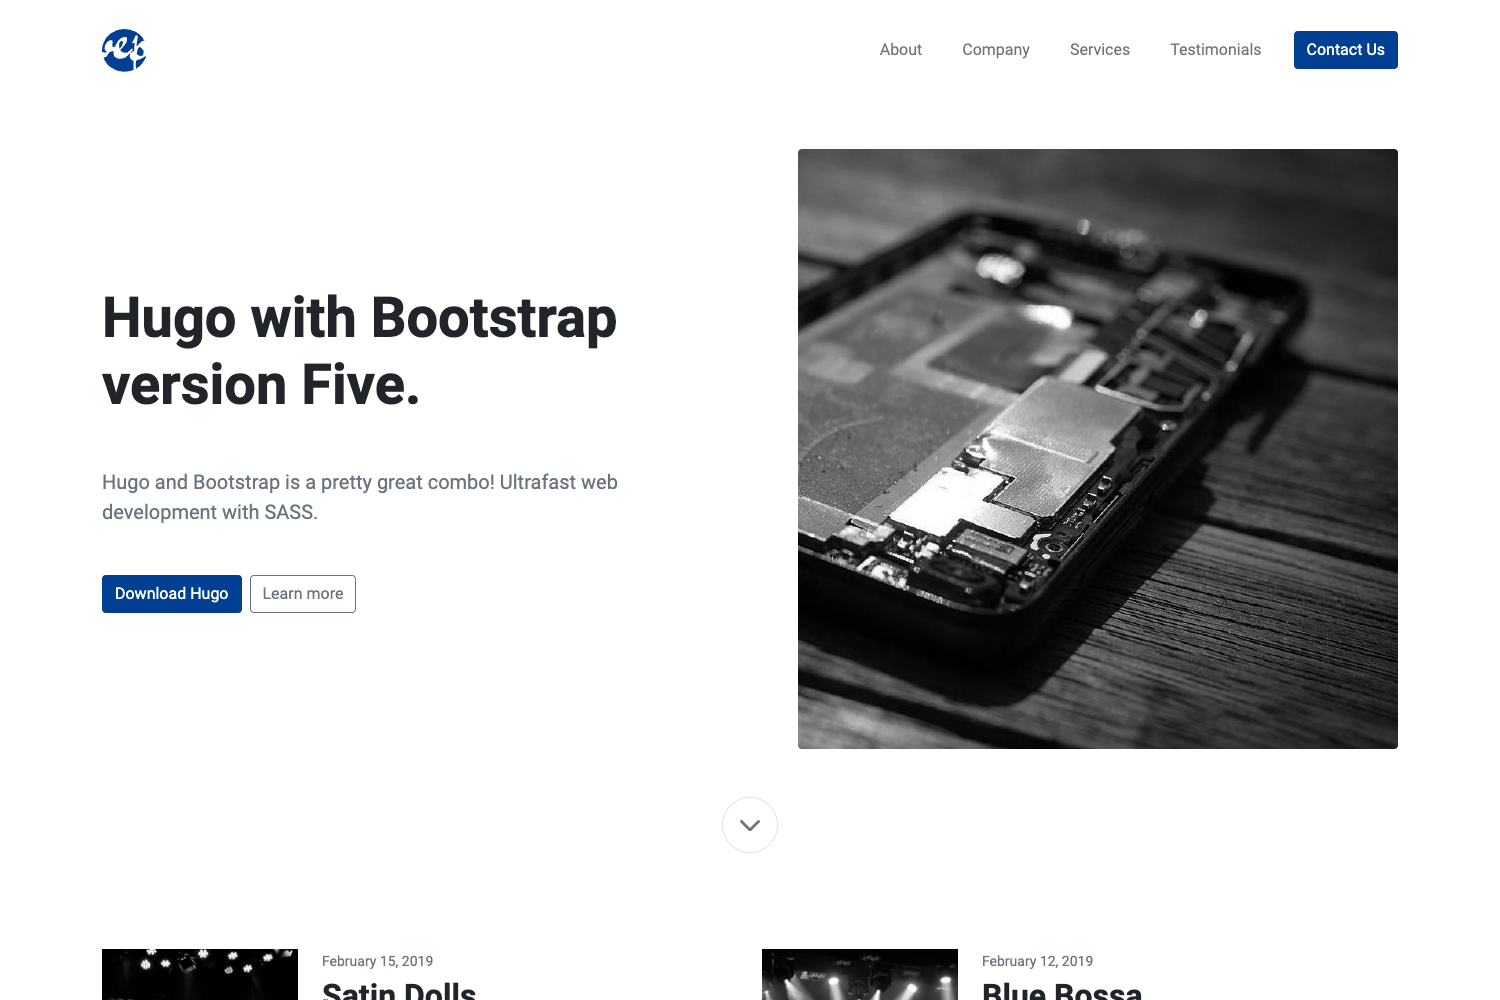 About
Company
Services
Testimonials
Contact Us
Hugo with Bootstrap
version Five.
Hugo and Bootstrap is a pretty great combo! Ultrafast web
development with SASS.
Download Hugo
Learn more
February 15, 2019
Satin Dolls
February 12, 2019
Blue Bossa